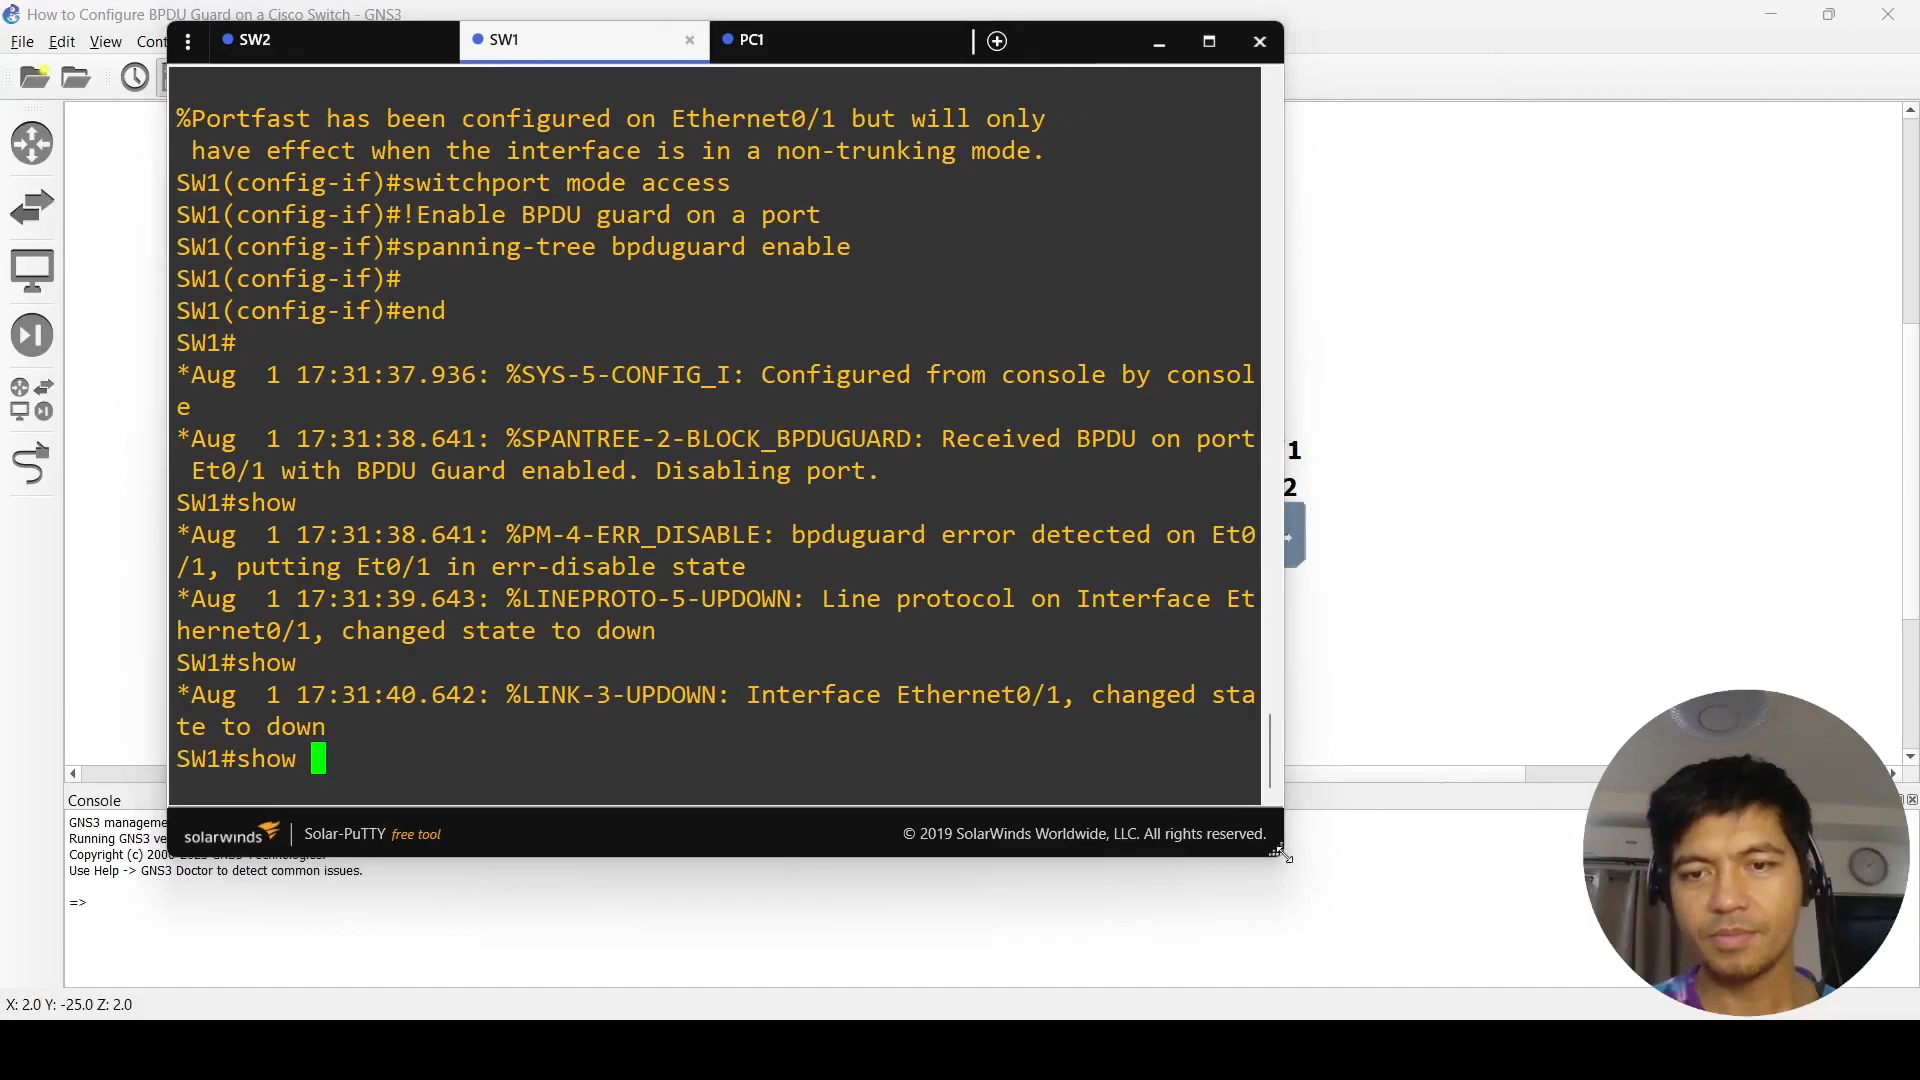 How to Configure BPDU Guard on a Cisco Switch - GNS3
File Edit View Cont
SW2
SW1
PC1
%Portfast has been configured on Ethernet0/1 but will only
have effect when the interface is in a non-trunking mode.
SW1(config-if)#switchport mode access
SW1(config-if)#!Enable BPDU guard on a port
SW1(config-if)#spanning-tree bpduguard enable
SW1(config-if)#
SW1(config-if)#end
SW1#
*Aug  1 17:31:37.936: %SYS-5-CONFIG_I: Configured from console by consol
e
*Aug  1 17:31:38.641: %SPANTREE-2-BLOCK_BPDUGUARD: Received BPDU on port
Et0/1 with BPDU Guard enabled. Disabling port.
SW1#show
*Aug  1 17:31:38.641: %PM-4-ERR_DISABLE: bpduguard error detected on Et0
/1, putting Et0/1 in err-disable state
*Aug  1 17:31:39.643: %LINEPROTO-5-UPDOWN: Line protocol on Interface Et
hernet0/1, changed state to down
SW1#show
*Aug  1 17:31:40.642: %LINK-3-UPDOWN: Interface Ethernet0/1, changed sta
te to down
SW1#show
1
2
solarwinds | Solar-PuTTY free tool
© 2019 SolarWinds Worldwide, LLC. All rights reserved.
Console
GNS3 manageme
Running GNS3 ve
Use Help -> GNS3 Doctor to detect common issues.
=>
X: 2.0 Y: -25.0 Z: 2.0